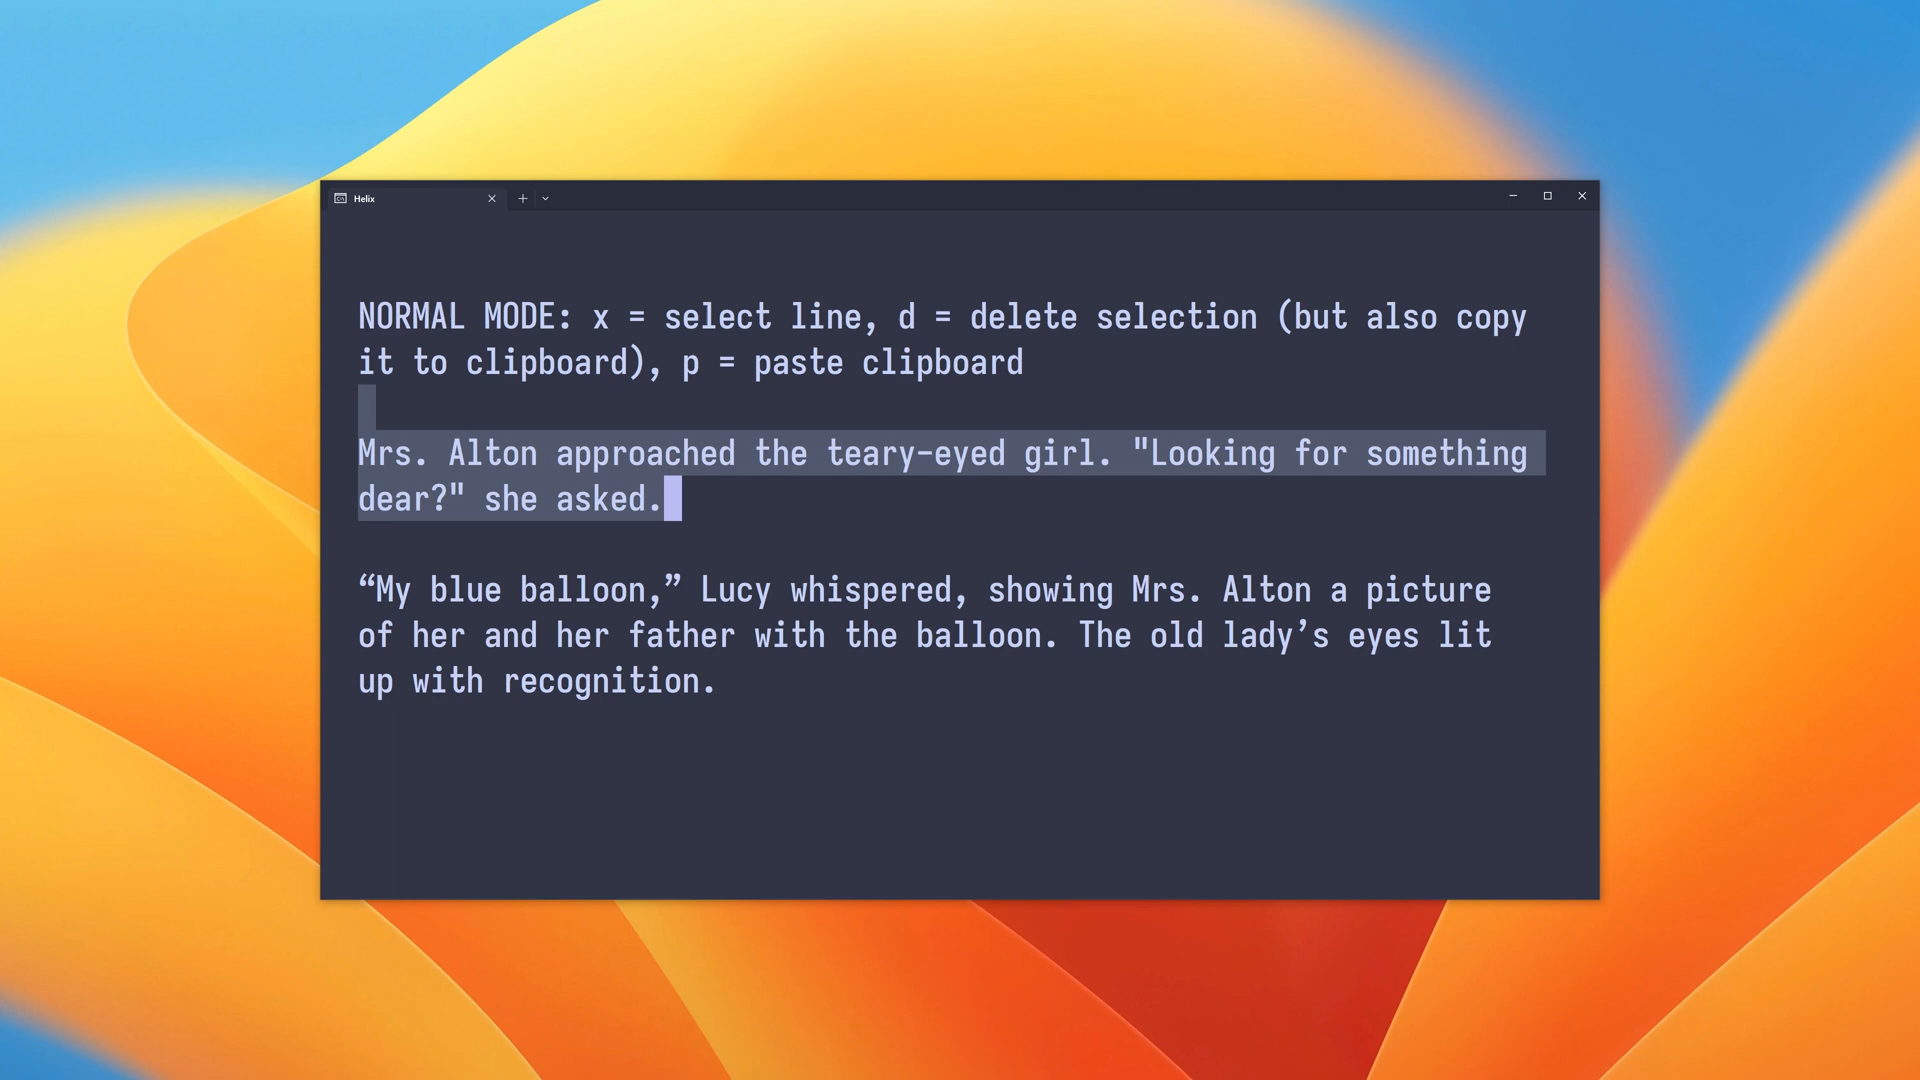 Helix
NORMAL MODE: x = select line, d = delete selection (but also copy
it to clipboard), p = paste clipboard
Mrs. Alton approached the teary-eyed girl. "Looking for something
dear?" she asked.
“My blue balloon,” Lucy whispered, showing Mrs. Alton a picture
of her and her father with the balloon. The old lady’s eyes lit
up with recognition.